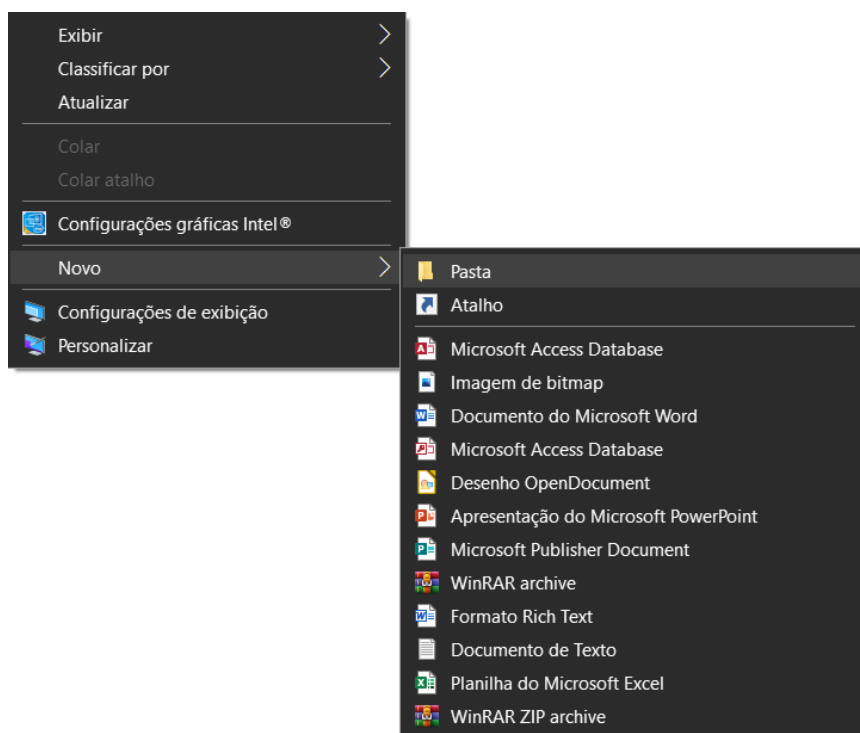 Exibir
Classificar por
Atualizar
Colar
Colar atalho
Configurações gráficas Intel®
Novo
Configurações de exibição
Personalizar
Pasta
Atalho
Microsoft Access Database
Imagem de bitmap
Documento do Microsoft Word
Microsoft Access Database
Desenho OpenDocument
Apresentação do Microsoft PowerPoint
Microsoft Publisher Document
WinRAR archive
Formato Rich Text
Documento de Texto
Planilha do Microsoft Excel
WinRAR ZIP archive